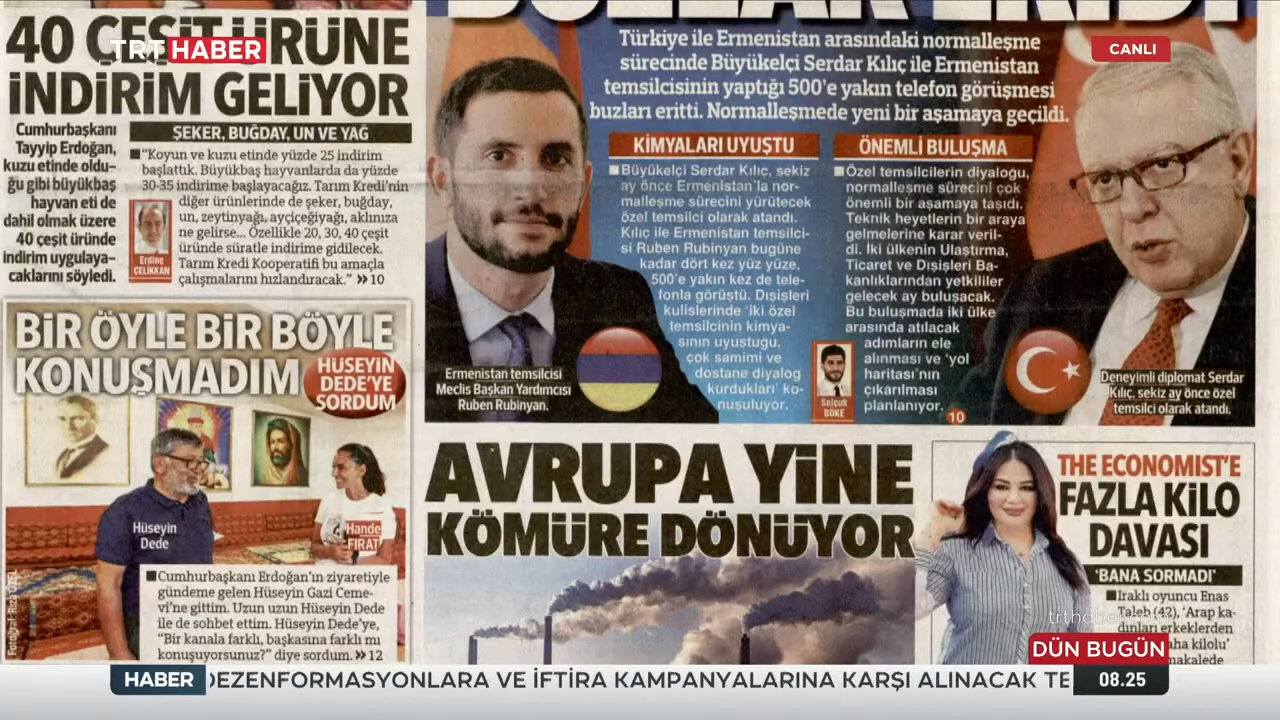 40 ÇEŞİT ÜRÜNE
İNDİRİM GELİYOR
TRT HABER
Cumhurbaşkanı
Tayyip Erdoğan,
kuzu etinde oldu-
ğu gibi büyükbaş
hayvan eti de
dahil olmak üzere
40 çeşit üründe
indirim uygulaya-
caklarını söyledi.
ŞEKER, BUĞDAY, UN VE YAĞ
"Koyun ve kuzu etinde yüzde 25 indirim
başlattık. Büyükbaş hayvanlarda da yüzde
30-35 indirime başlayacağız. Tarım Kredi'nin
diğer ürünlerinde de şeker, buğday,
un, zeytinyağı, ayçiçeğiyağı, aklınıza
ne gelirse... Özellikle 20, 30, 40 çeşit
üründe süratle indirime gidilecek.
Tarım Kredi Kooperatifi bu amaçla
çalışmalarını hızlandıracak." 10
Erdinç
ÇELİKKAN
BİR ÖYLE BİR BÖYLE
KONUŞMADIM
HÜSEYİN
DEDE'YE
SORDUM
Hüseyin
Dede
Hande
FIRAT
Cumhurbaşkanı Erdoğan'ın ziyaretiyle
gündeme gelen Hüseyin Gazi Ceme-
vi'ne gittim. Uzun uzun Hüseyin Dede
ile de sohbet ettim. Hüseyin Dede'ye,
"Bir kanala farklı, başkasına farklı mı
konuşuyorsunuz?" diye sordum. 12
CANLI
Türkiye ile Ermenistan arasındaki normalleşme
sürecinde Büyükelçi Serdar Kılıç ile Ermenistan
temsilcisinin yaptığı 500'e yakın telefon görüşmesi
buzları eritti. Normalleşmede yeni bir aşamaya geçildi.
KİMYALARI UYUŞTU
Büyükelçi Serdar Kılıç, sekiz
ay önce Ermenistan'la nor-
malleşme sürecini yürütecek
özel temsilci olarak atandı.
Kılıç ile Ermenistan temsilci-
si Ruben Rubinyan bugüne
kadar dört kez yüz yüze,
500'e yakın kez de tele-
fonla görüştü. Dışişleri
kulislerinde 'iki özel
temsilcinin kimya-
sının uyuştuğu,
çok samimi ve
dostane diyalog
kurdukları' ko-
nuşuluyor.
ÖNEMLİ BULUŞMA
Özel temsilcilerin diyaloğu,
normalleşme sürecini çok
önemli bir aşamaya taşıdı.
Teknik heyetlerin bir araya
gelmelerine karar veril-
di. İki ülkenin Ulaştırma,
Ticaret ve Dışişleri Ba-
kanlıklarından yetkililer
gelecek ay buluşacak.
Bu buluşmada iki ülke
arasında atılacak
adımların ele
alınması ve 'yol
haritası'nın
çıkarılması
planlanıyor. 10
Selçuk
BÖKE
Ermenistan temsilcisi
Meclis Başkan Yardımcısı
Ruben Rubinyan.
Deneyimli diplomat Serdar
Kılıç, sekiz ay önce özel
temsilci olarak atandı.
AVRUPA YİNE
KÖMÜRE DÖNÜYOR
THE ECONOMIST'E
FAZLA KİLO
DAVASI
'BANA SORMADI'
Iraklı oyuncu Enas
Taleb (42), 'Arap ka-
dınları erkeklerden
daha kilolu'
makalede
DÜN BUGÜN
HABER
DEZENFORMASYONLARA VE İFTİRA KAMPANYALARINA KARŞI ALINACAK TE
08.25